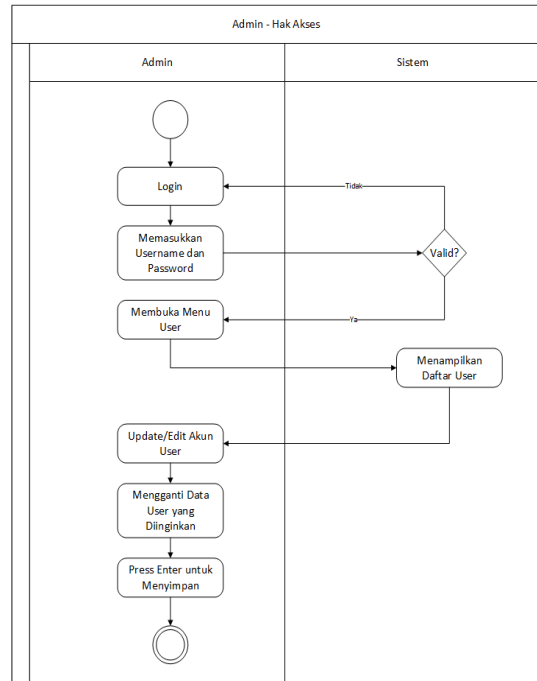 Admin - Hak Akses
Admin
Sistem
Login
Tidak
Memasukkan
Username dan
Password
Valid?
Membuka Menu
User
Ya
Menampilkan
Daftar User
Update/Edit Akun
User
Mengganti Data
User yang
Diinginkan
Press Enter untuk
Menyimpan